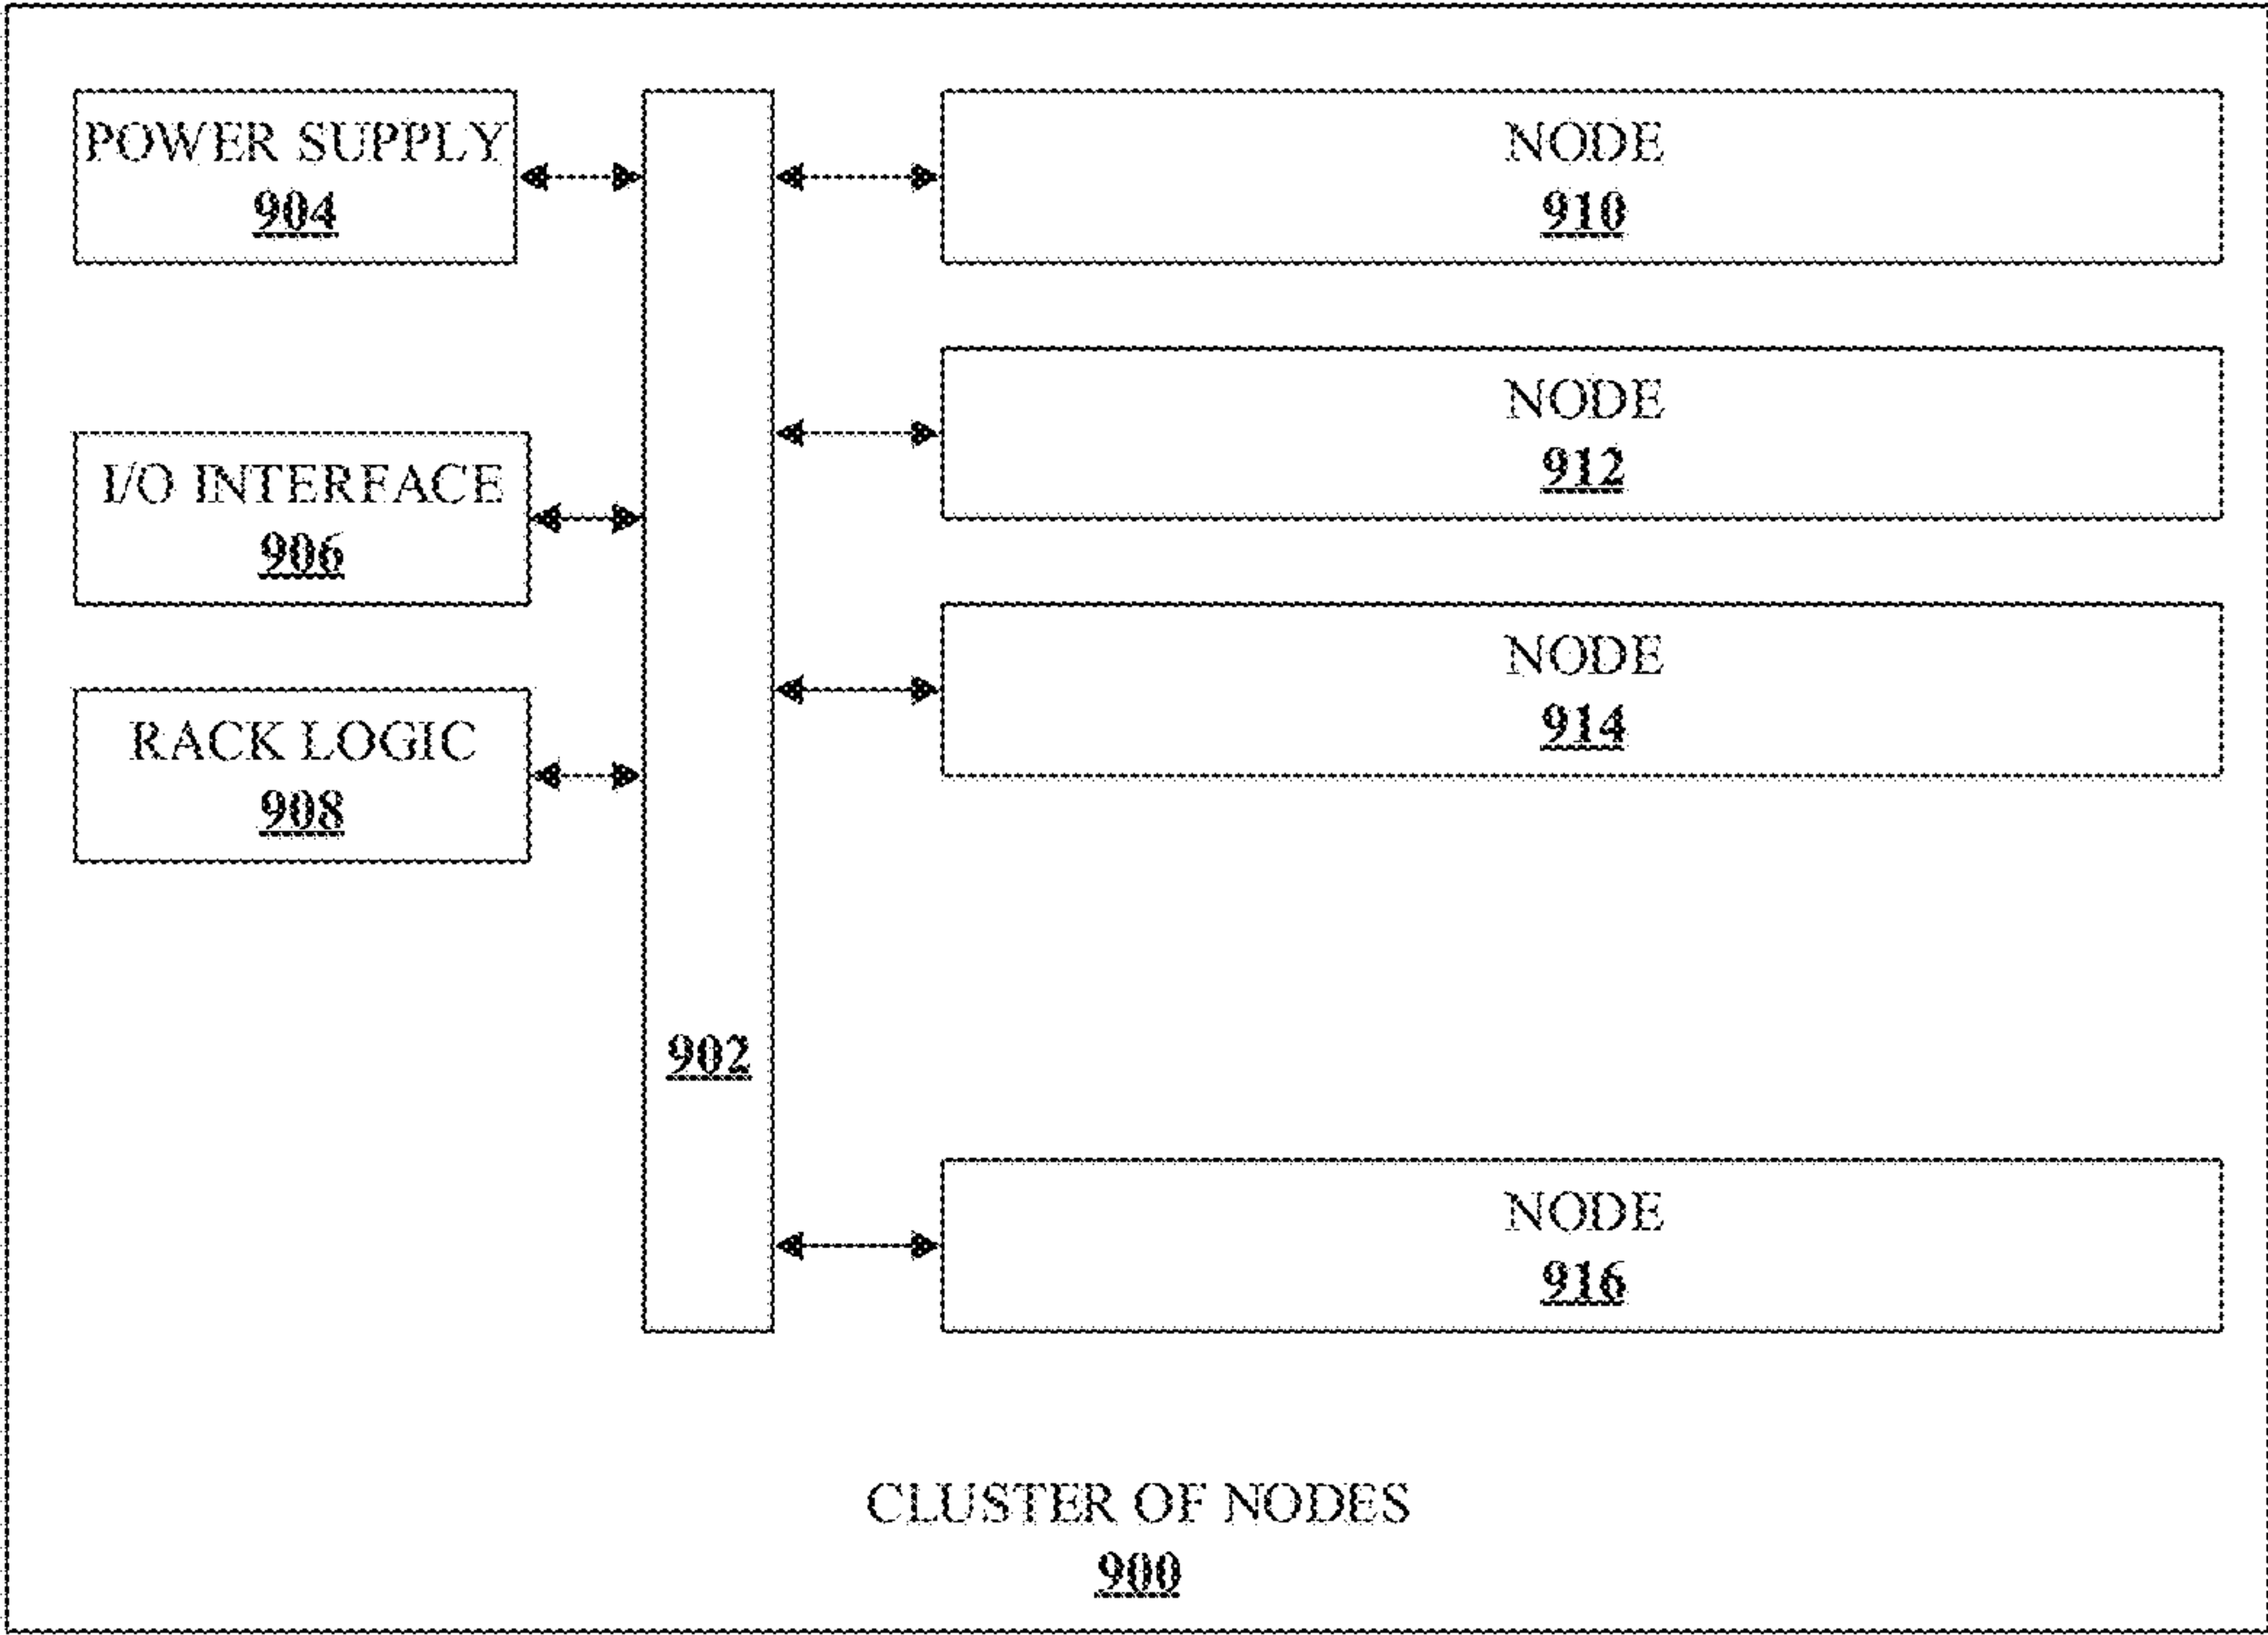 POWER SUPPLY
904
I/O INTERFACE
906
RACK LOGIC
908
902
NODE
910
NODE
912
NODE
914
NODE
916
CLUSTER OF NODES
900